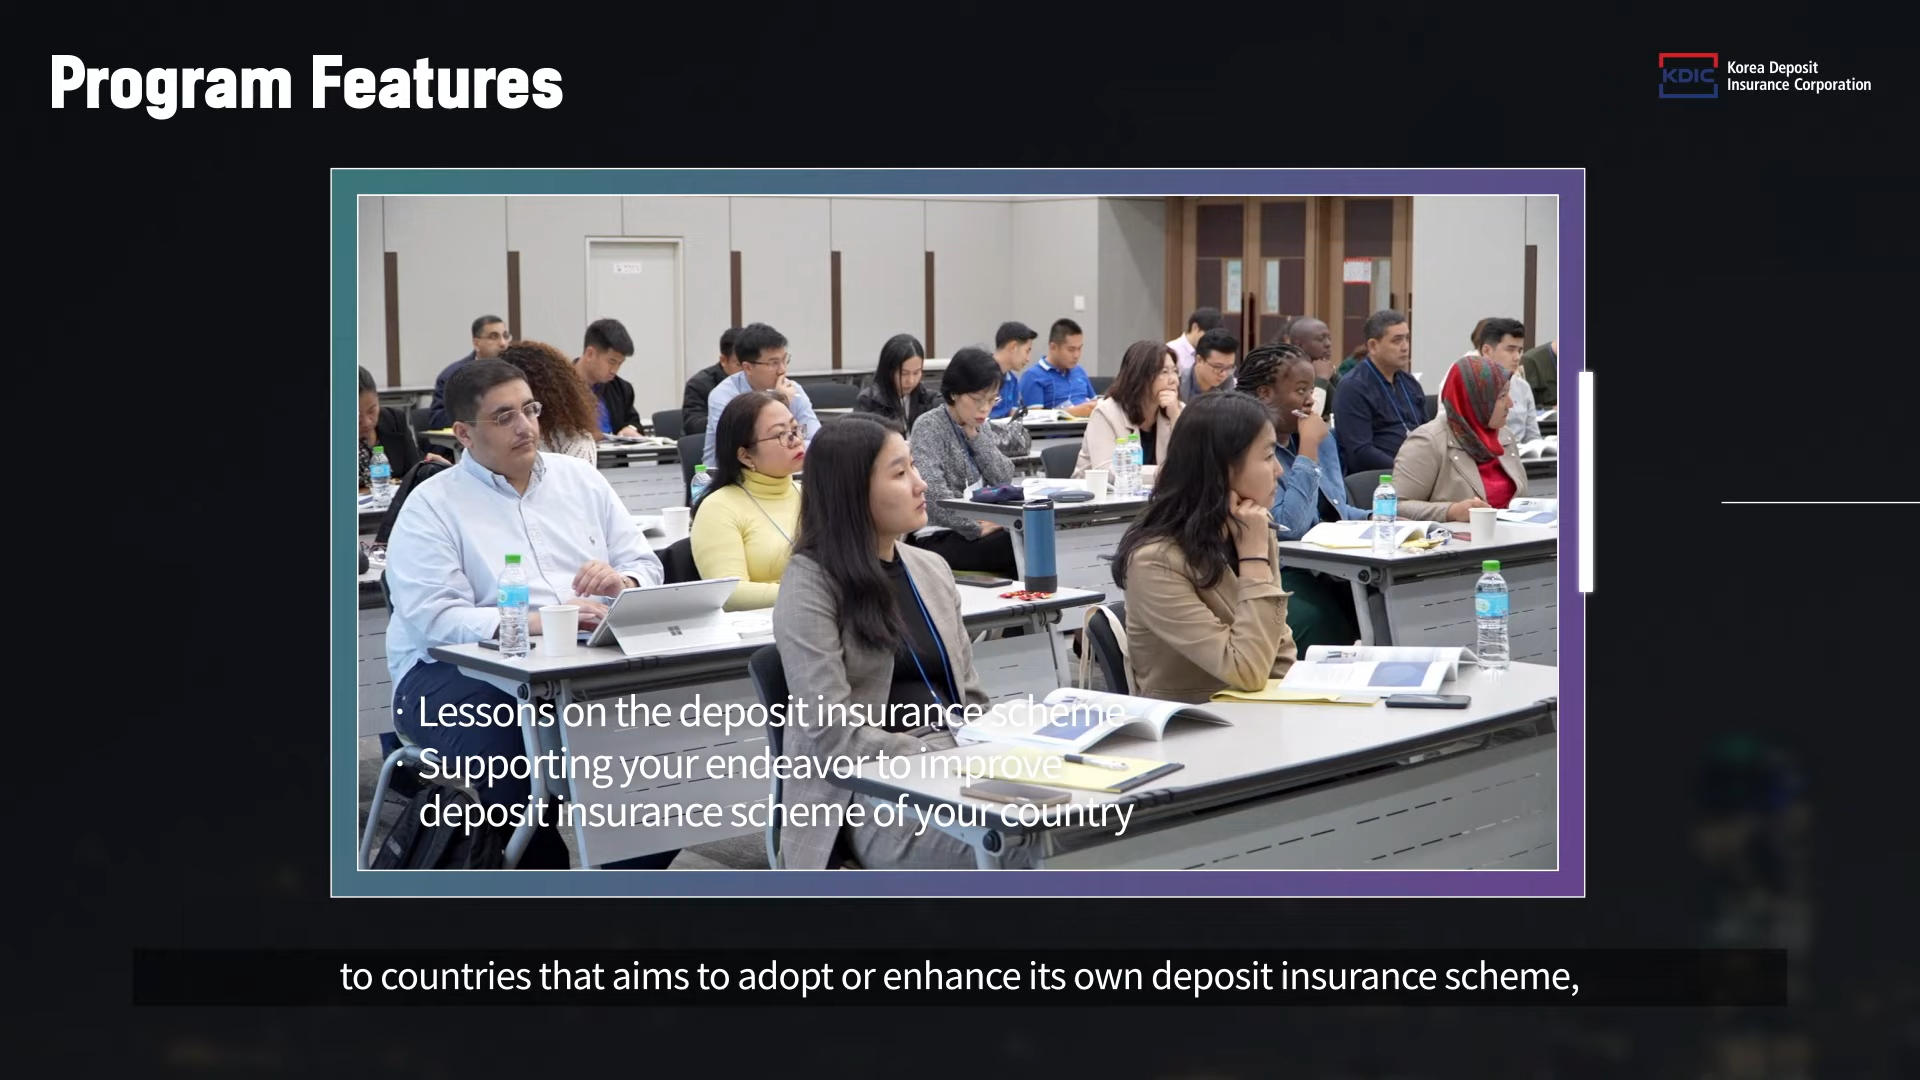 Program Features
KDIC
Korea Deposit
Insurance Corporation
· Lessons on the deposit insurance scheme
· Supporting your endeavor to improve
deposit insurance scheme of your country
to countries that aims to adopt or enhance its own deposit insurance scheme,